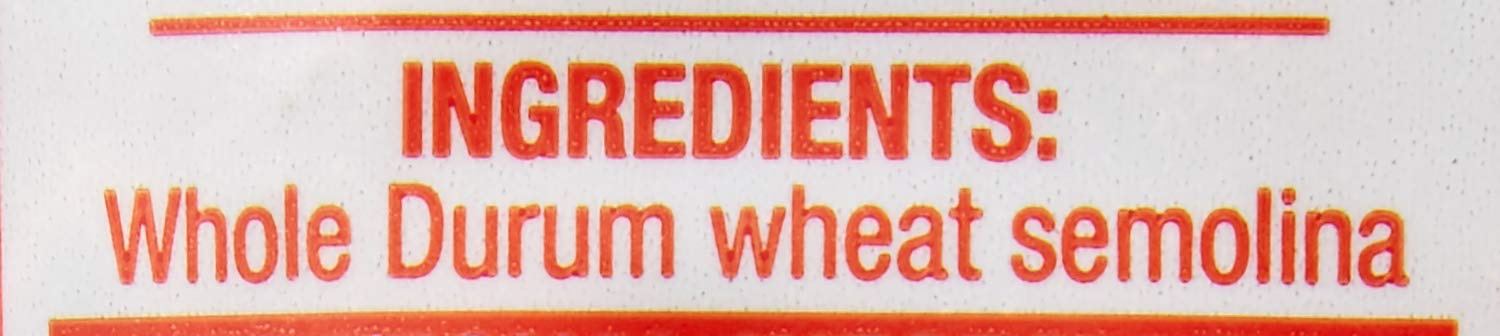 INGREDIENTS:
Whole Durum wheat semolina